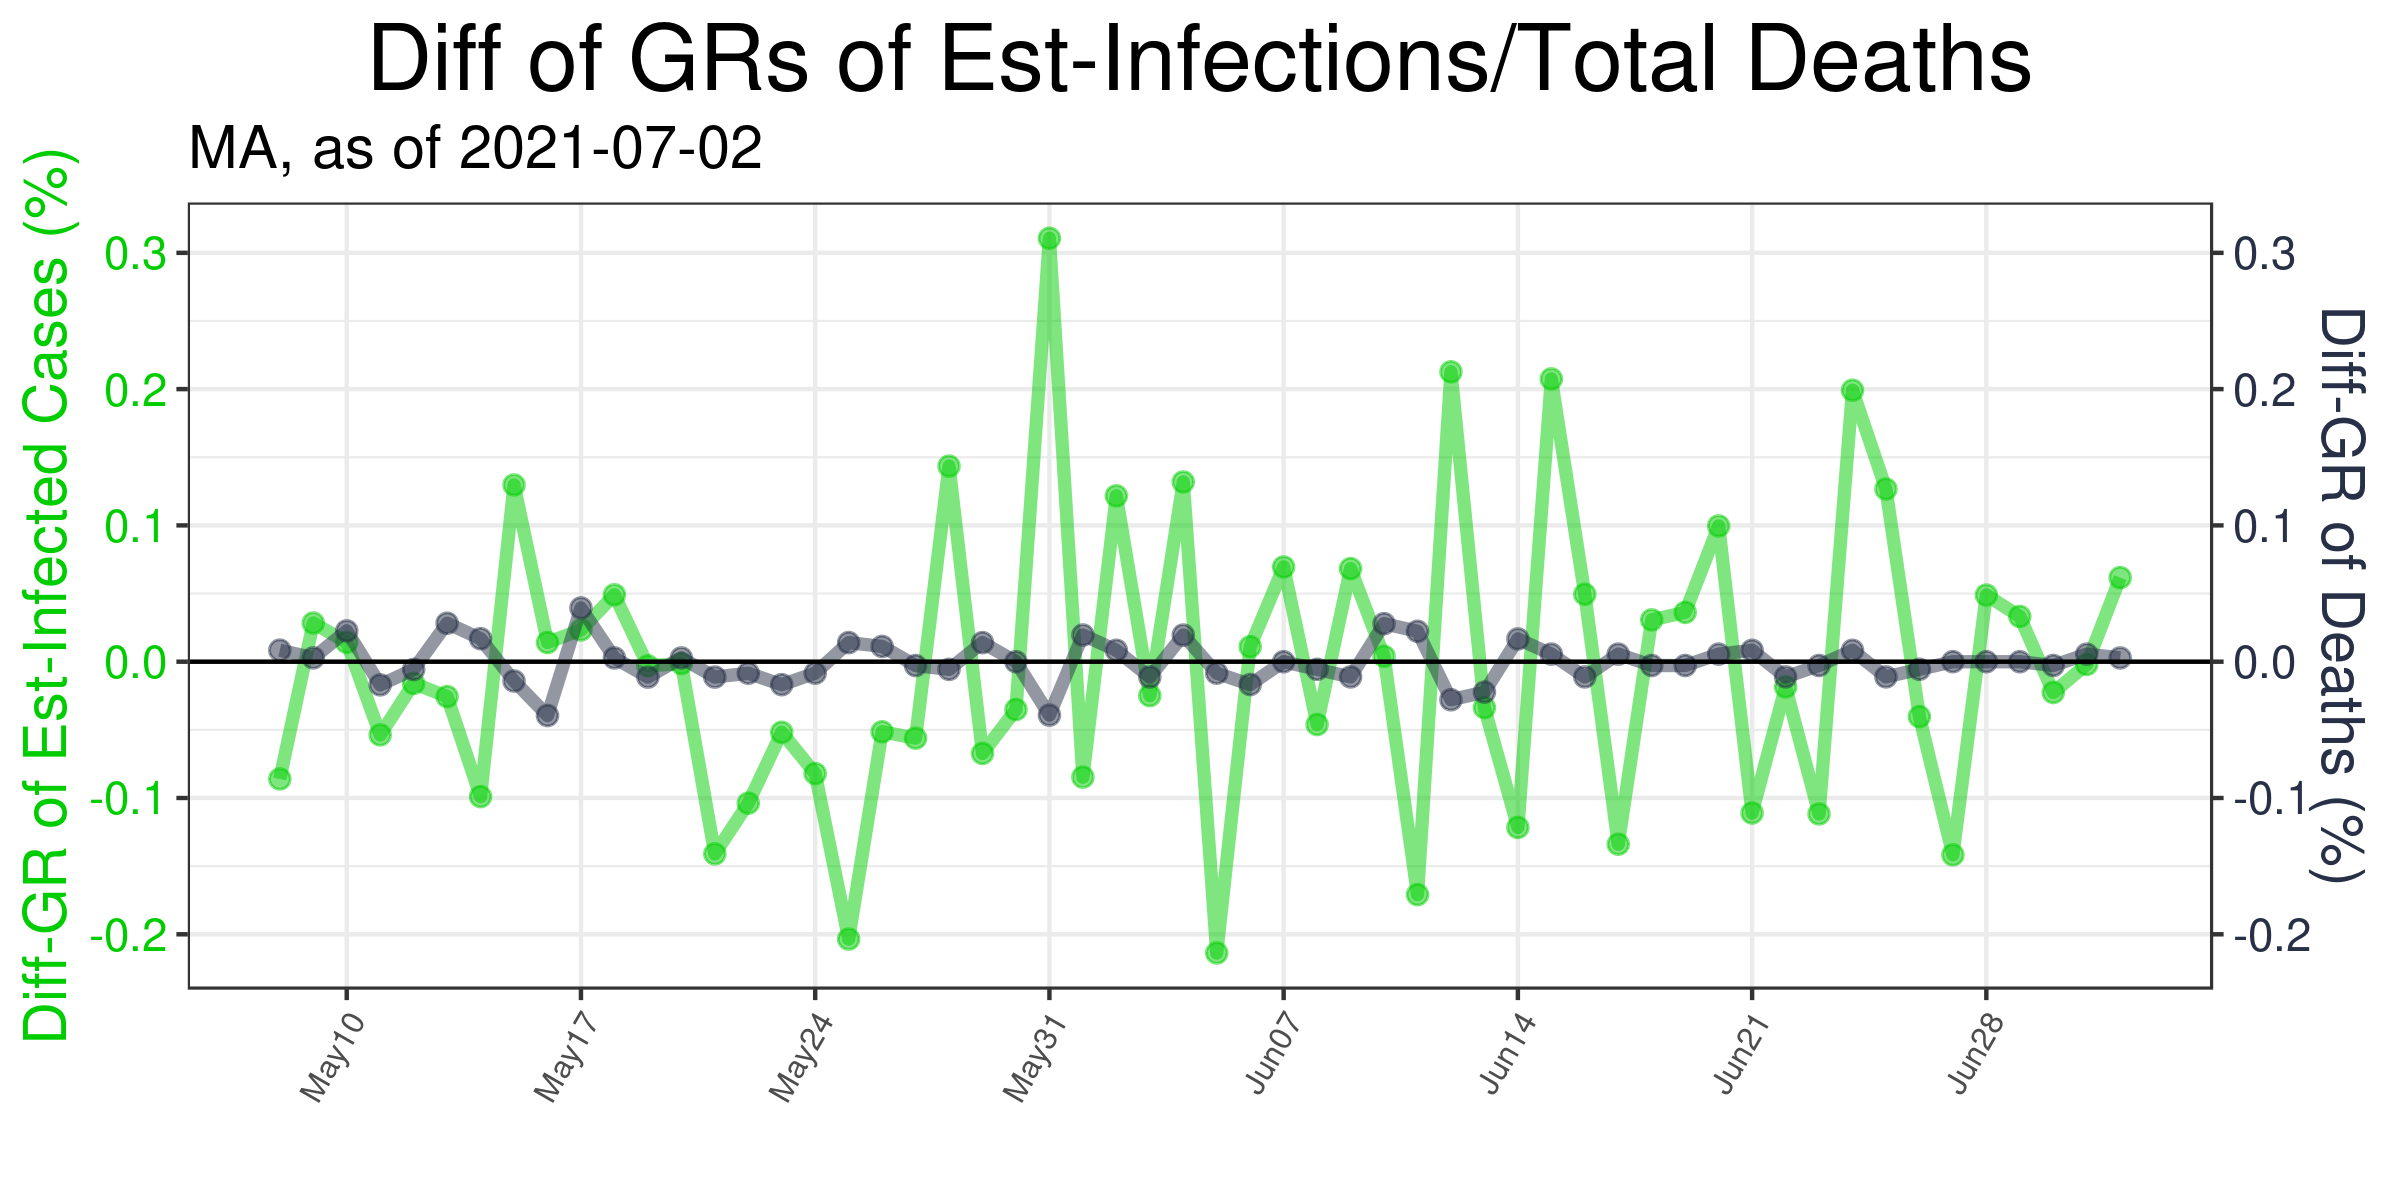 Diff of GRs of Est-Infections/Total Deaths
MA, as of 2021-07-02
Diff-GR of Est-Infected Cases (%)
0.3
0.2
0.1
0.0
-0.1
-0.2
0.3
0.2
0.1
0.0
-0.1
-0.2
Diff-GR of Deaths (%)
May10
May17
May24
May31
Jun07
Jun14
Jun21
Jun28